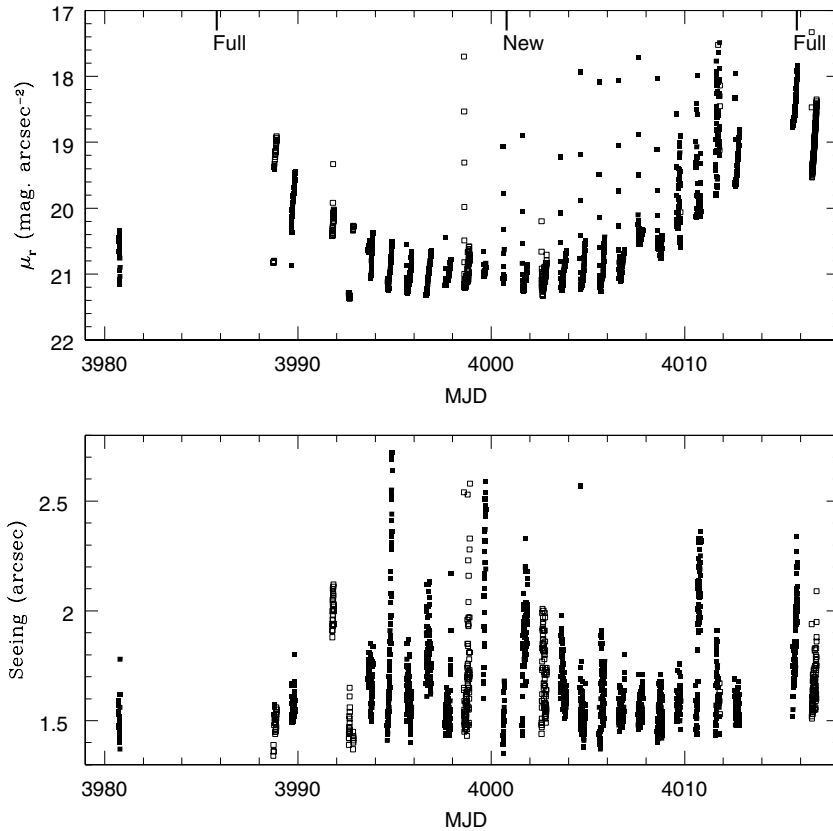 17
18
19
20
21
22
μr (mag. arcsec⁻²)
Full
New
Full
3980
3990
4000
4010
MJD
2.5
2
1.5
Seeing (arcsec)
3980
3990
4000
4010
MJD